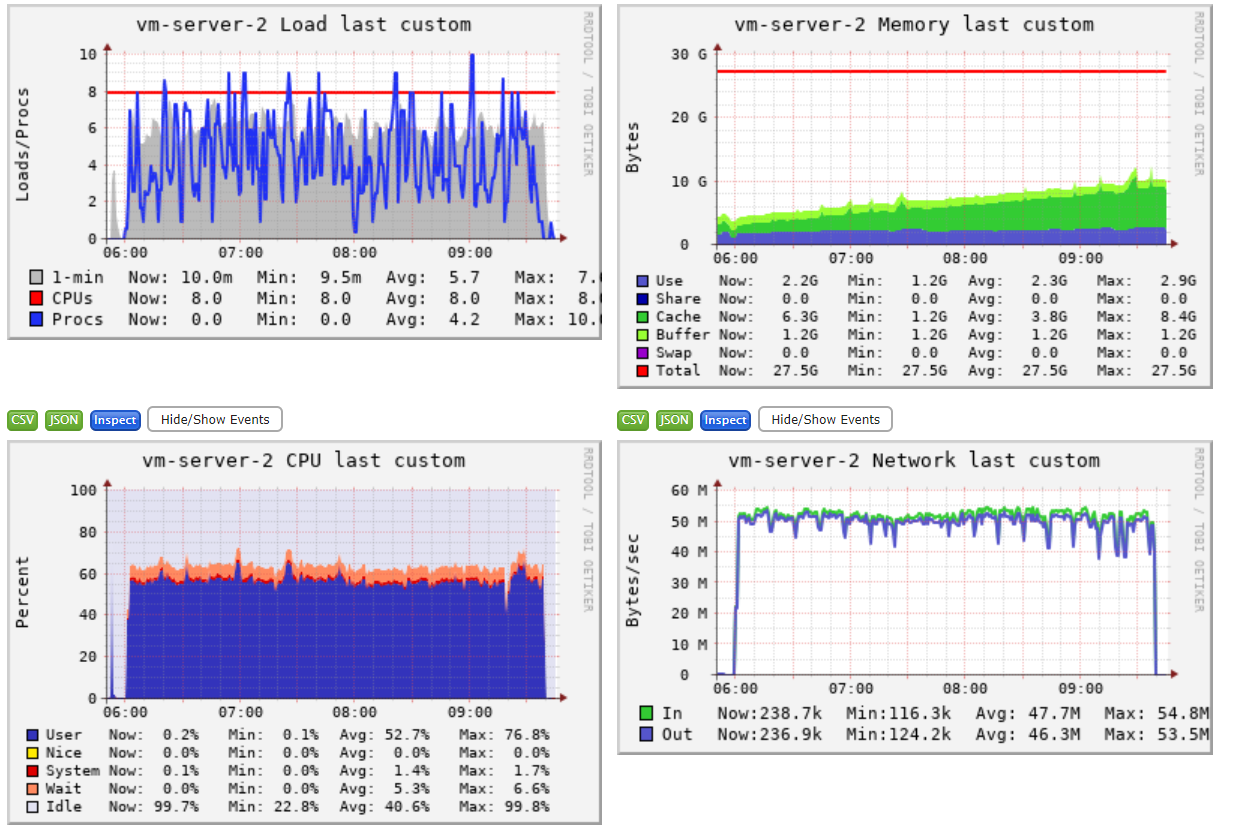 vm-server-2 Load last custom
RRDTOOL / TOBI OETIKER
Loads/Procs
10
8
6
4
2
0
06:00 07:00 08:00 09:00
1-min Now: 10.0m Min: 9.5m Avg: 5.7 Max: 7.
CPUs Now: 8.0 Min: 8.0 Avg: 8.0 Max: 8.
Procs Now: 0.0 Min: 0.0 Avg: 4.2 Max: 10.
vm-server-2 Memory last custom
RRDTOOL / TOBI OETIKER
Bytes
30 G
20 G
10 G
0
06:00 07:00 08:00 09:00
Use Now: 2.2G Min: 1.2G Avg: 2.3G Max: 2.9G
Share Now: 0.0 Min: 0.0 Avg: 0.0 Max: 0.0
Cache Now: 6.3G Min: 1.2G Avg: 3.8G Max: 8.4G
Buffer Now: 1.2G Min: 1.2G Avg: 1.2G Max: 1.2G
Swap Now: 0.0 Min: 0.0 Avg: 0.0 Max: 0.0
Total Now: 27.5G Min: 27.5G Avg: 27.5G Max: 27.5G
CSV JSON Inspect Hide/Show Events
CSV JSON Inspect Hide/Show Events
vm-server-2 CPU last custom
RRDTOOL / TOBI OETIKER
Percent
100
80
60
40
20
0
06:00 07:00 08:00 09:00
User Now: 0.2% Min: 0.1% Avg: 52.7% Max: 76.8%
Nice Now: 0.0% Min: 0.0% Avg: 0.0% Max: 0.0%
System Now: 0.1% Min: 0.0% Avg: 1.4% Max: 1.7%
Wait Now: 0.0% Min: 0.0% Avg: 5.3% Max: 6.6%
Idle Now: 99.7% Min: 22.8% Avg: 40.6% Max: 99.8%
vm-server-2 Network last custom
RRDTOOL / TOBI OETIKER
Bytes/sec
60 M
50 M
40 M
30 M
20 M
10 M
0
06:00 07:00 08:00 09:00
In Now:238.7k Min:116.3k Avg: 47.7M Max: 54.8M
Out Now:236.9k Min:124.2k Avg: 46.3M Max: 53.5M